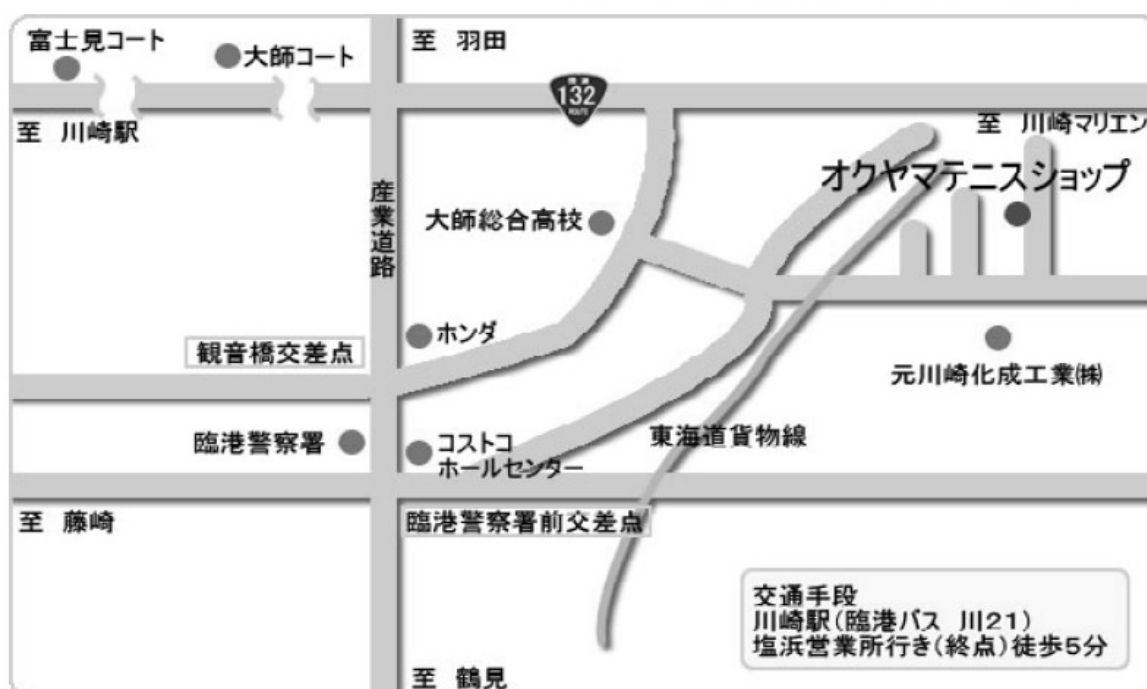 富士見コート
大師コート
至 羽田
国道
132
ROUTE
至 川崎駅
至 川崎マリエン
オクヤマテニスショップ
産業道路
大師総合高校
ホンダ
観音橋交差点
元川崎化成工業㈱
臨港警察署
コストコ
ホールセンター
東海道貨物線
至 藤崎
臨港警察署前交差点
交通手段
川崎駅(臨港バス 川21)
塩浜営業所行き(終点)徒歩5分
至 鶴見